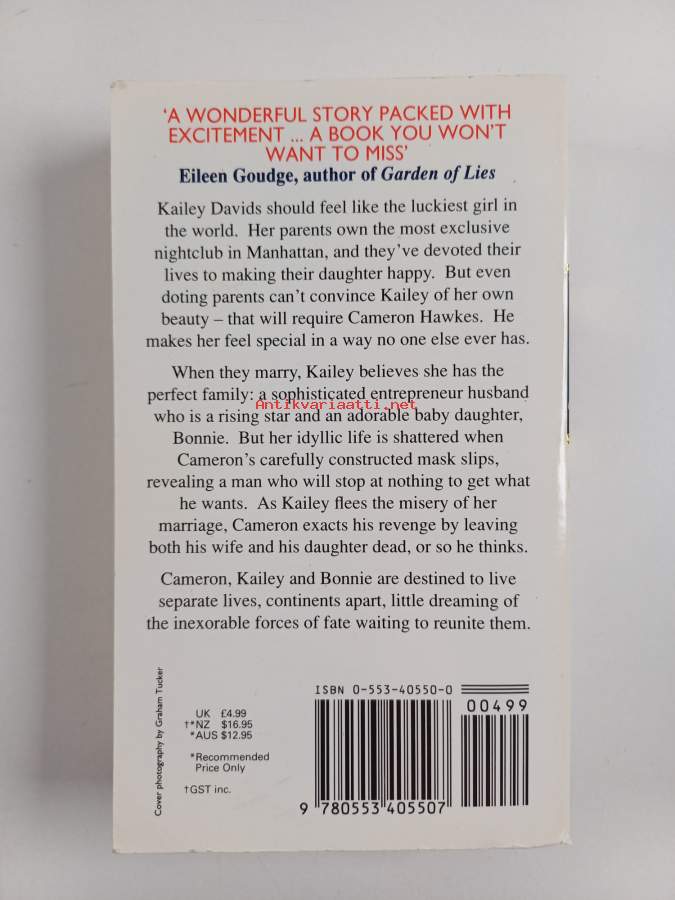 'A WONDERFUL STORY PACKED WITH
EXCITEMENT ... A BOOK YOU WON'T
WANT TO MISS'
Eileen Goudge, author of Garden of Lies
Kailey Davids should feel like the luckiest girl in
the world. Her parents own the most exclusive
nightclub in Manhattan, and they've devoted their
lives to making their daughter happy. But even
doting parents can't convince Kailey of her own
beauty – that will require Cameron Hawkes. He
makes her feel special in a way no one else ever has.
When they marry, Kailey believes she has the
perfect family: a sophisticated entrepreneur husband
Antikvariaatti.net
who is a rising star and an adorable baby daughter,
Bonnie. But her idyllic life is shattered when
Cameron's carefully constructed mask slips,
revealing a man who will stop at nothing to get what
he wants. As Kailey flees the misery of her
marriage, Cameron exacts his revenge by leaving
both his wife and his daughter dead, or so he thinks.
Cameron, Kailey and Bonnie are destined to live
separate lives, continents apart, little dreaming of
the inexorable forces of fate waiting to reunite them.
Cover photography by Graham Tucker
UK £4.99
†*NZ $16.95
*AUS $12.95
*Recommended
Price Only
†GST inc.
ISBN 0-553-40550-0
00499
9 780553 405507